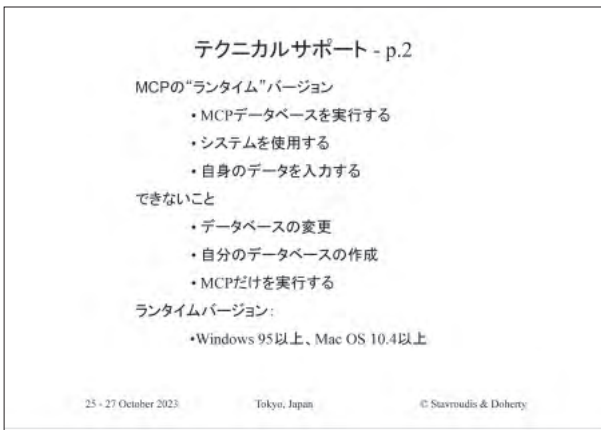 テクニカルサポート - p.2
MCPの“ランタイム”バージョン
• MCPデータベースを実行する
• システムを使用する
• 自身のデータを入力する
できないこと
• データベースの変更
• 自分のデータベースの作成
• MCPだけを実行する
ランタイムバージョン:
•Windows 95以上、Mac OS 10.4以上
25 - 27 October 2023 Tokyo, Japan © Stavroudis & Doherty